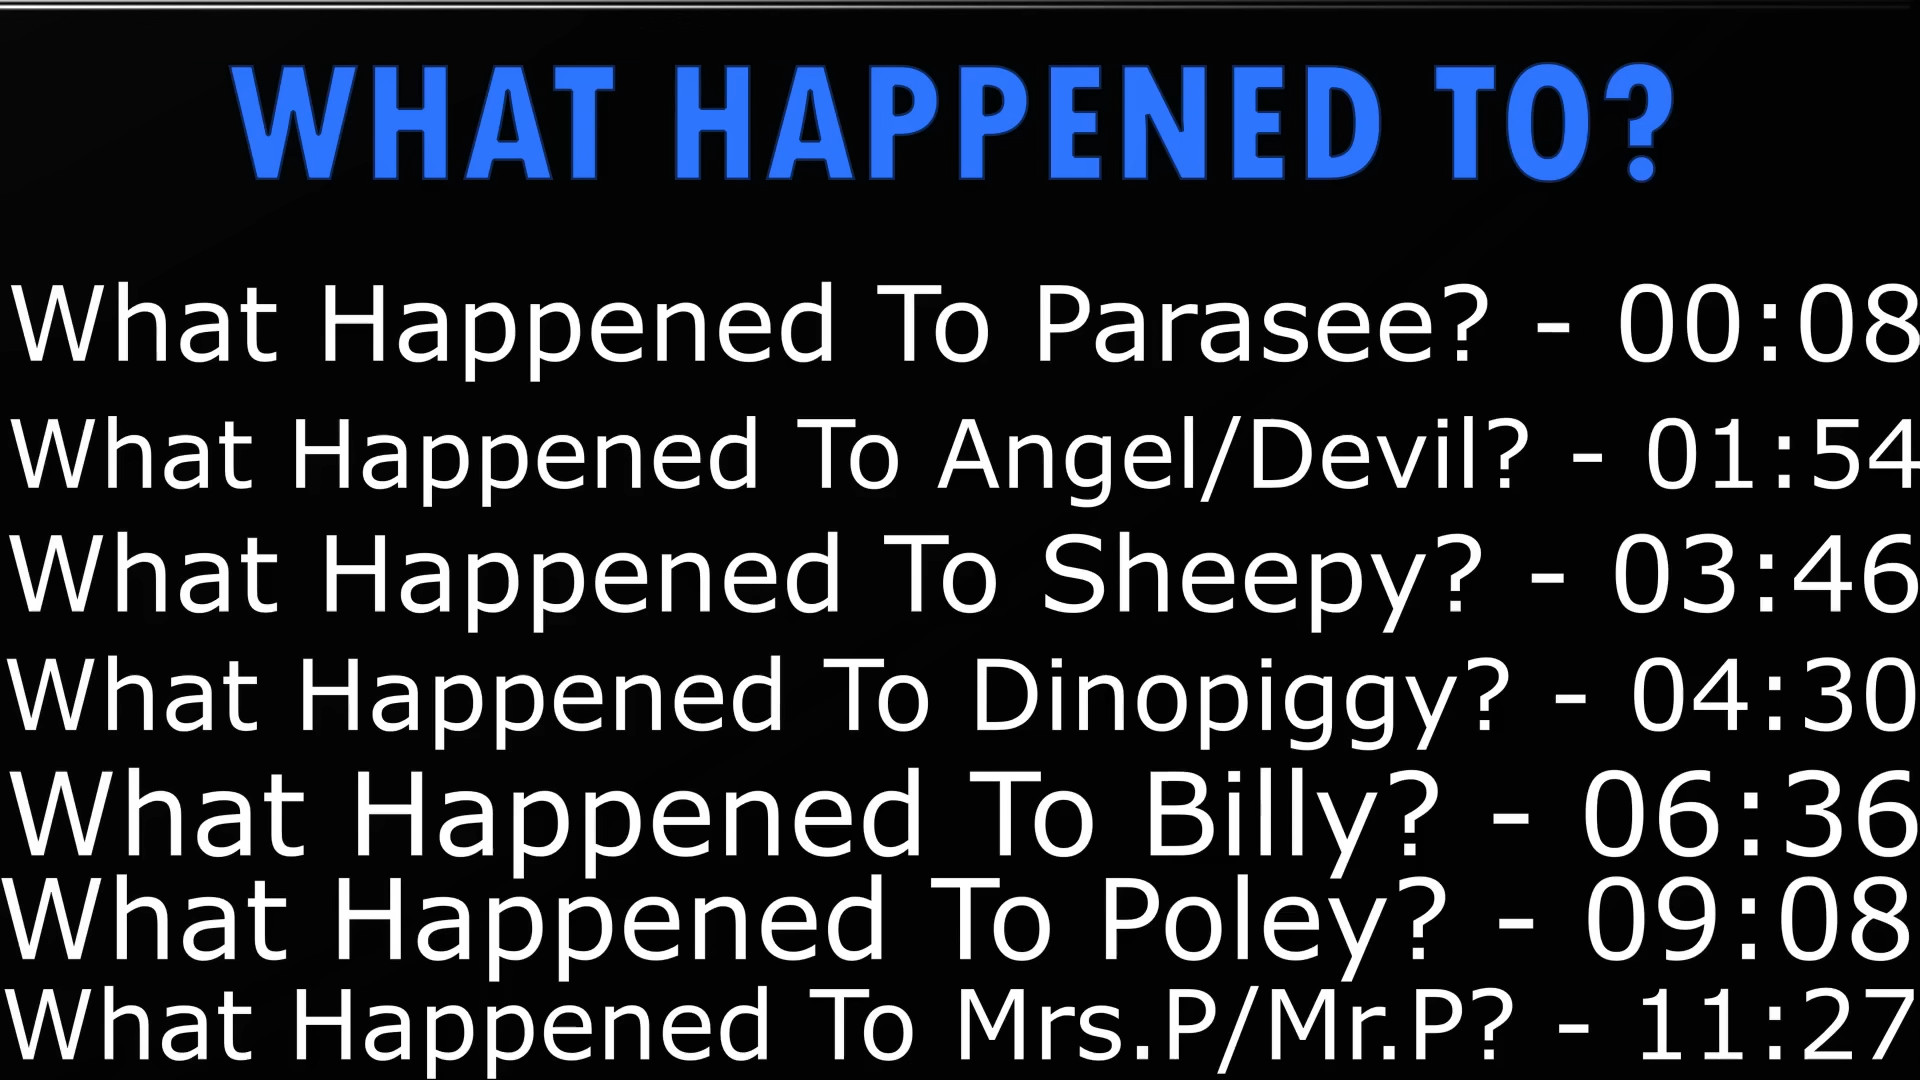 WHAT HAPPENED TO?
What Happened To Parasee? - 00:08
What Happened To Angel/Devil? - 01:54
What Happened To Sheepy? - 03:46
What Happened To Dinopiggy? - 04:30
What Happened To Billy? - 06:36
What Happened To Poley? - 09:08
What Happened To Mrs.P/Mr.P? - 11:27